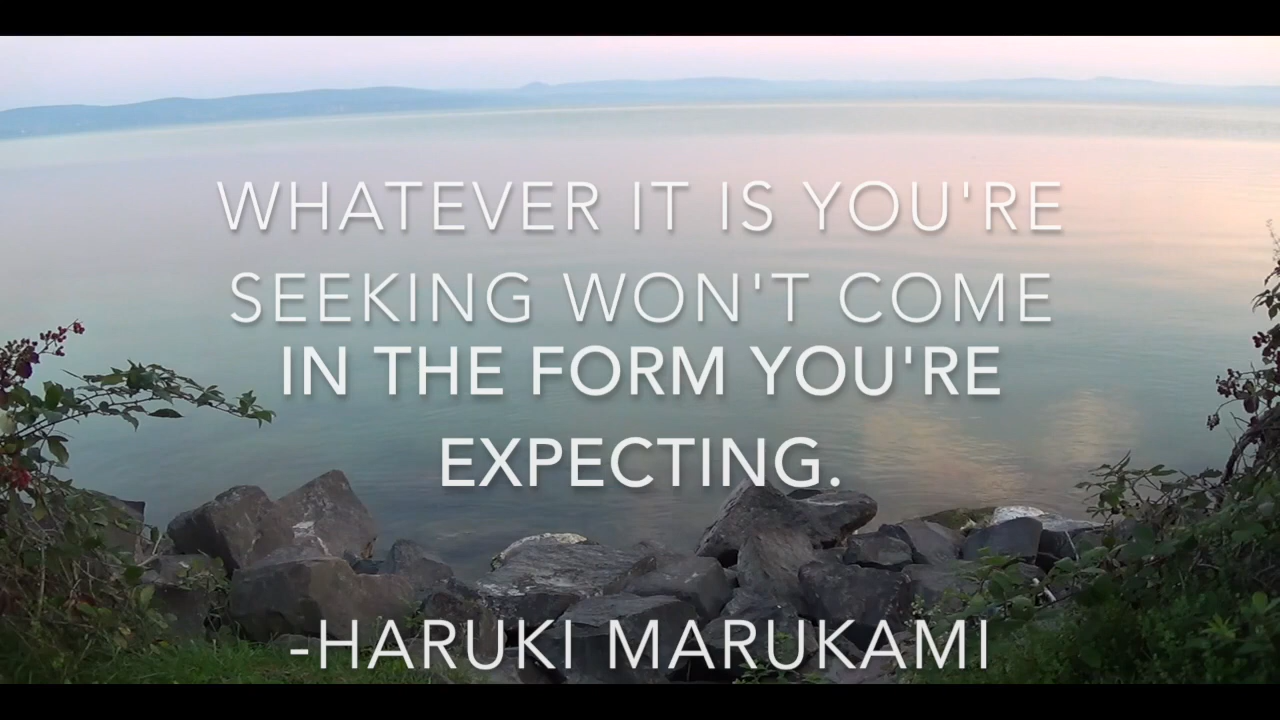 WHATEVER IT IS YOU'RE
SEEKING WON'T COME
IN THE FORM YOU'RE
EXPECTING.
-HARUKI MARUKAMI